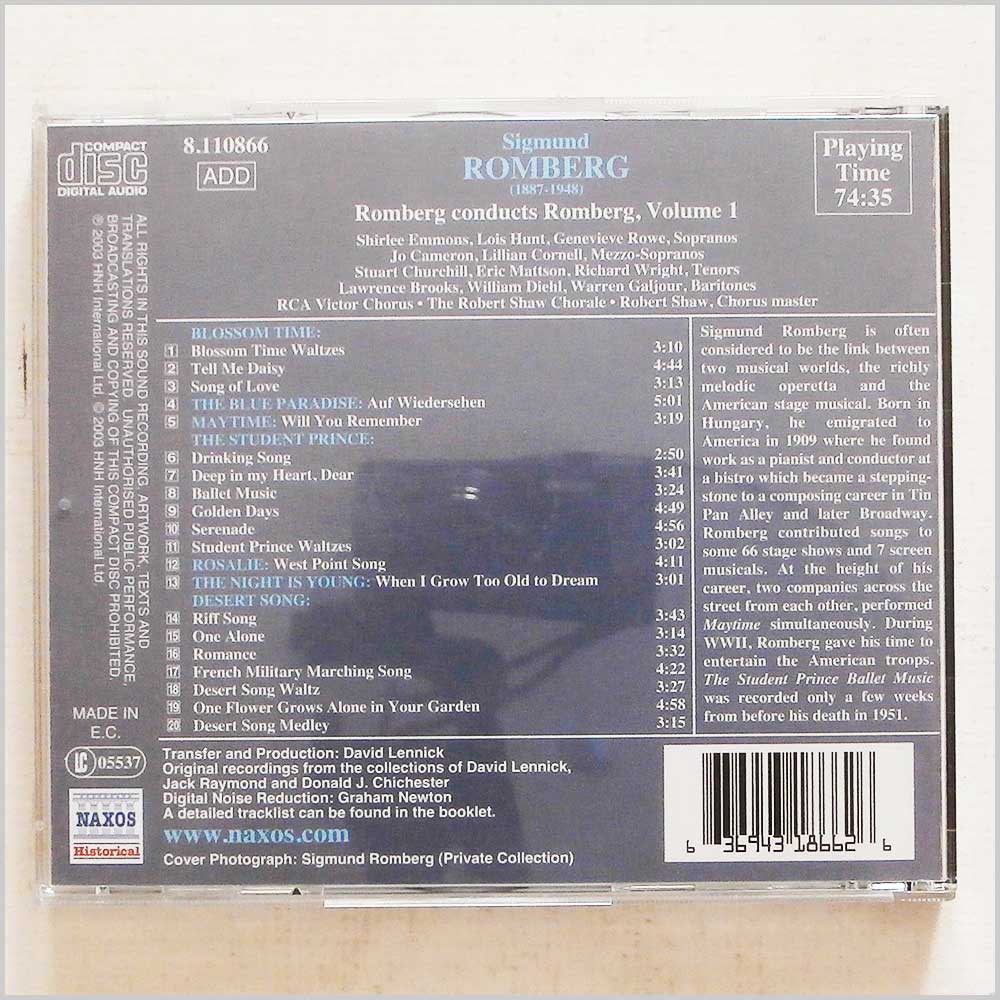 COMPACT
disc
DIGITAL AUDIO
8.110866
ADD
Sigmund
ROMBERG
(1887-1948)
Romberg conducts Romberg, Volume 1
Playing
Time
74:35
Shirlee Emmons, Lois Hunt, Genevieve Rowe, Sopranos
Jo Cameron, Lillian Cornell, Mezzo-Sopranos
Stuart Churchill, Eric Mattson, Richard Wright, Tenors
Lawrence Brooks, William Diehl, Warren Galjour, Baritones
RCA Victor Chorus • The Robert Shaw Chorale • Robert Shaw, Chorus master
ALL RIGHTS IN THIS SOUND RECORDING, ARTWORK, TEXTS AND
TRANSLATIONS RESERVED. UNAUTHORISED PUBLIC PERFORMANCE,
BROADCASTING AND COPYING OF THIS COMPACT DISC PROHIBITED.
℗ 2003 HNH International Ltd. © 2003 HNH International Ltd.
BLOSSOM TIME:
1 Blossom Time Waltzes 3:10
2 Tell Me Daisy 4:44
3 Song of Love 3:13
4 THE BLUE PARADISE: Auf Wiedersehen 5:01
5 MAYTIME: Will You Remember 3:19
THE STUDENT PRINCE:
6 Drinking Song 2:50
7 Deep in my Heart, Dear 3:41
8 Ballet Music 3:24
9 Golden Days 4:49
10 Serenade 4:56
11 Student Prince Waltzes 3:02
12 ROSALIE: West Point Song 4:11
13 THE NIGHT IS YOUNG: When I Grow Too Old to Dream 3:01
DESERT SONG:
14 Riff Song 3:43
15 One Alone 3:14
16 Romance 3:32
17 French Military Marching Song 4:22
18 Desert Song Waltz 3:27
19 One Flower Grows Alone in Your Garden 4:58
20 Desert Song Medley 3:15
Sigmund Romberg is often
considered to be the link between
two musical worlds, the richly
melodic operetta and the
American stage musical. Born in
Hungary, he emigrated to
America in 1909 where he found
work as a pianist and conductor at
a bistro which became a stepping-
stone to a composing career in Tin
Pan Alley and later Broadway.
Romberg contributed songs to
some 66 stage shows and 7 screen
musicals. At the height of his
career, two companies across the
street from each other, performed
Maytime simultaneously. During
WWII, Romberg gave his time to
entertain the American troops.
The Student Prince Ballet Music
was recorded only a few weeks
from before his death in 1951.
MADE IN
E.C.
LC 05537
NAXOS
Historical
Transfer and Production: David Lennick
Original recordings from the collections of David Lennick,
Jack Raymond and Donald J. Chichester
Digital Noise Reduction: Graham Newton
A detailed tracklist can be found in the booklet.
www.naxos.com
Cover Photograph: Sigmund Romberg (Private Collection)
6 36943 18662 6